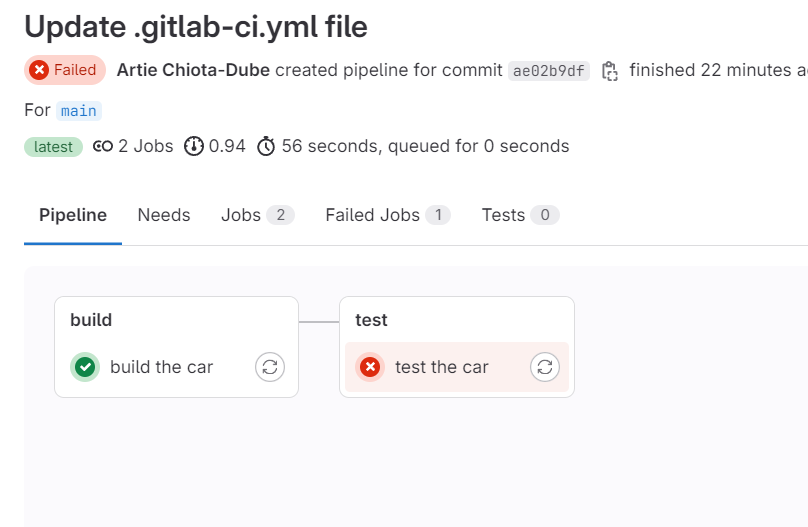 Update .gitlab-ci.yml file
Failed Artie Chiota-Dube created pipeline for commit ae02b9df finished 22 minutes
For main
latest 2 Jobs 0.94 56 seconds, queued for 0 seconds
Pipeline Needs Jobs 2 Failed Jobs 1 Tests 0
build test
build the car test the car